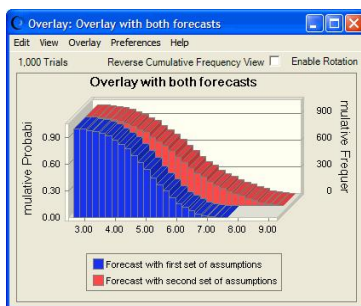 Overlay: Overlay with both forecasts
Edit View Overlay Preferences Help
1,000 Trials Reverse Cumulative Frequency View Enable Rotation
Overlay with both forecasts
mulative Probabi
mulative Frequer
0.90
0.60
0.30
0.00
900
600
300
0
3.00 4.00 5.00 6.00 7.00 8.00 9.00
Forecast with first set of assumptions
Forecast with second set of assumptions